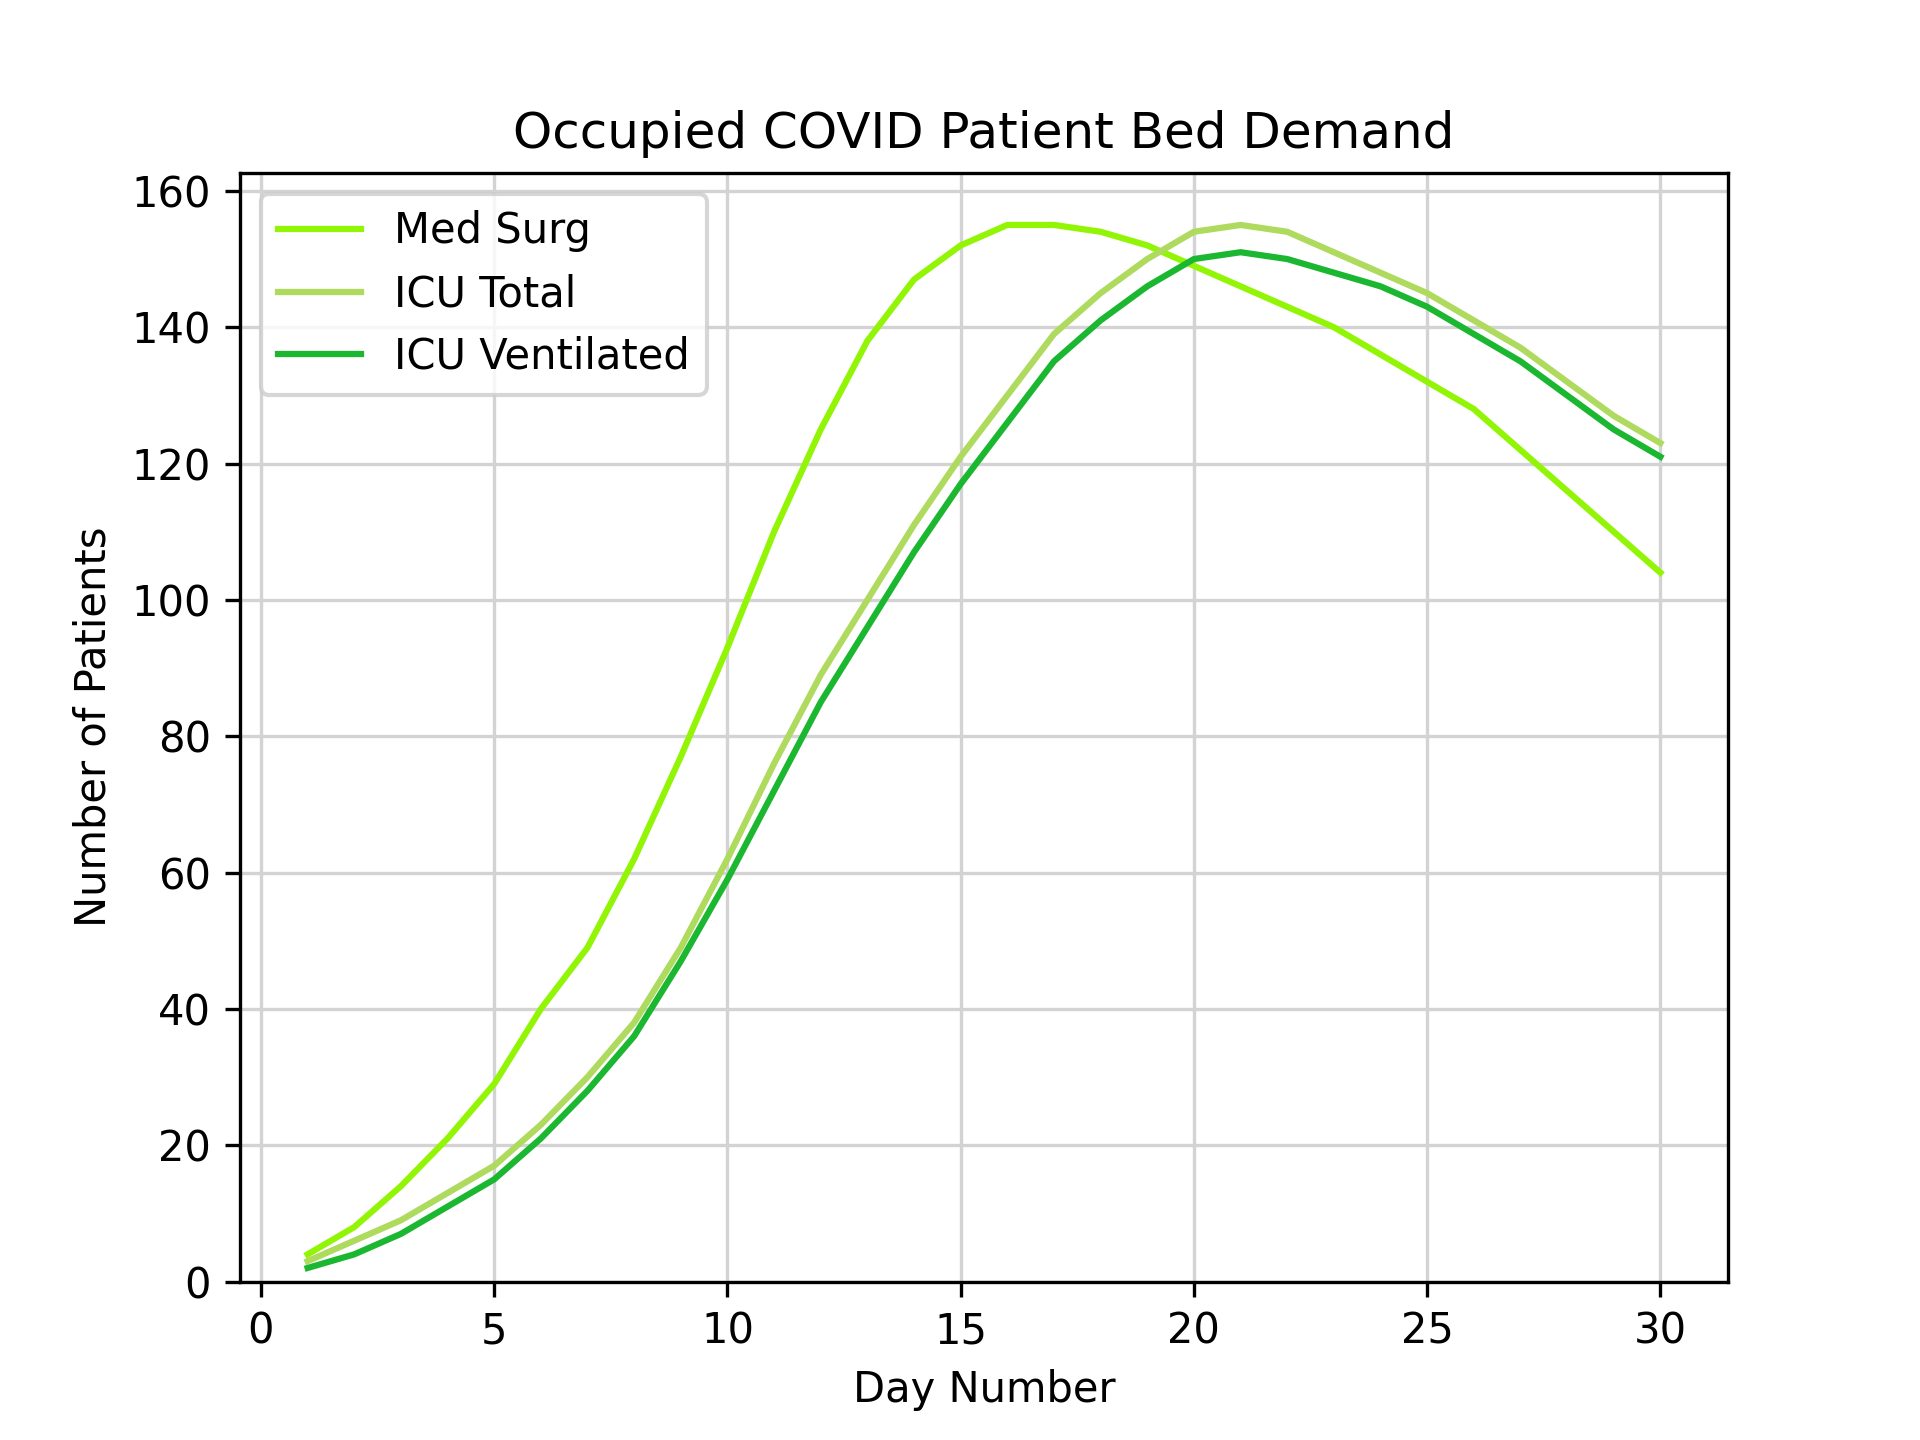 Occupied COVID Patient Bed Demand
Med Surg
ICU Total
ICU Ventilated
160
140
120
100
80
60
40
20
0
Number of Patients
0 5 10 15 20 25 30
Day Number